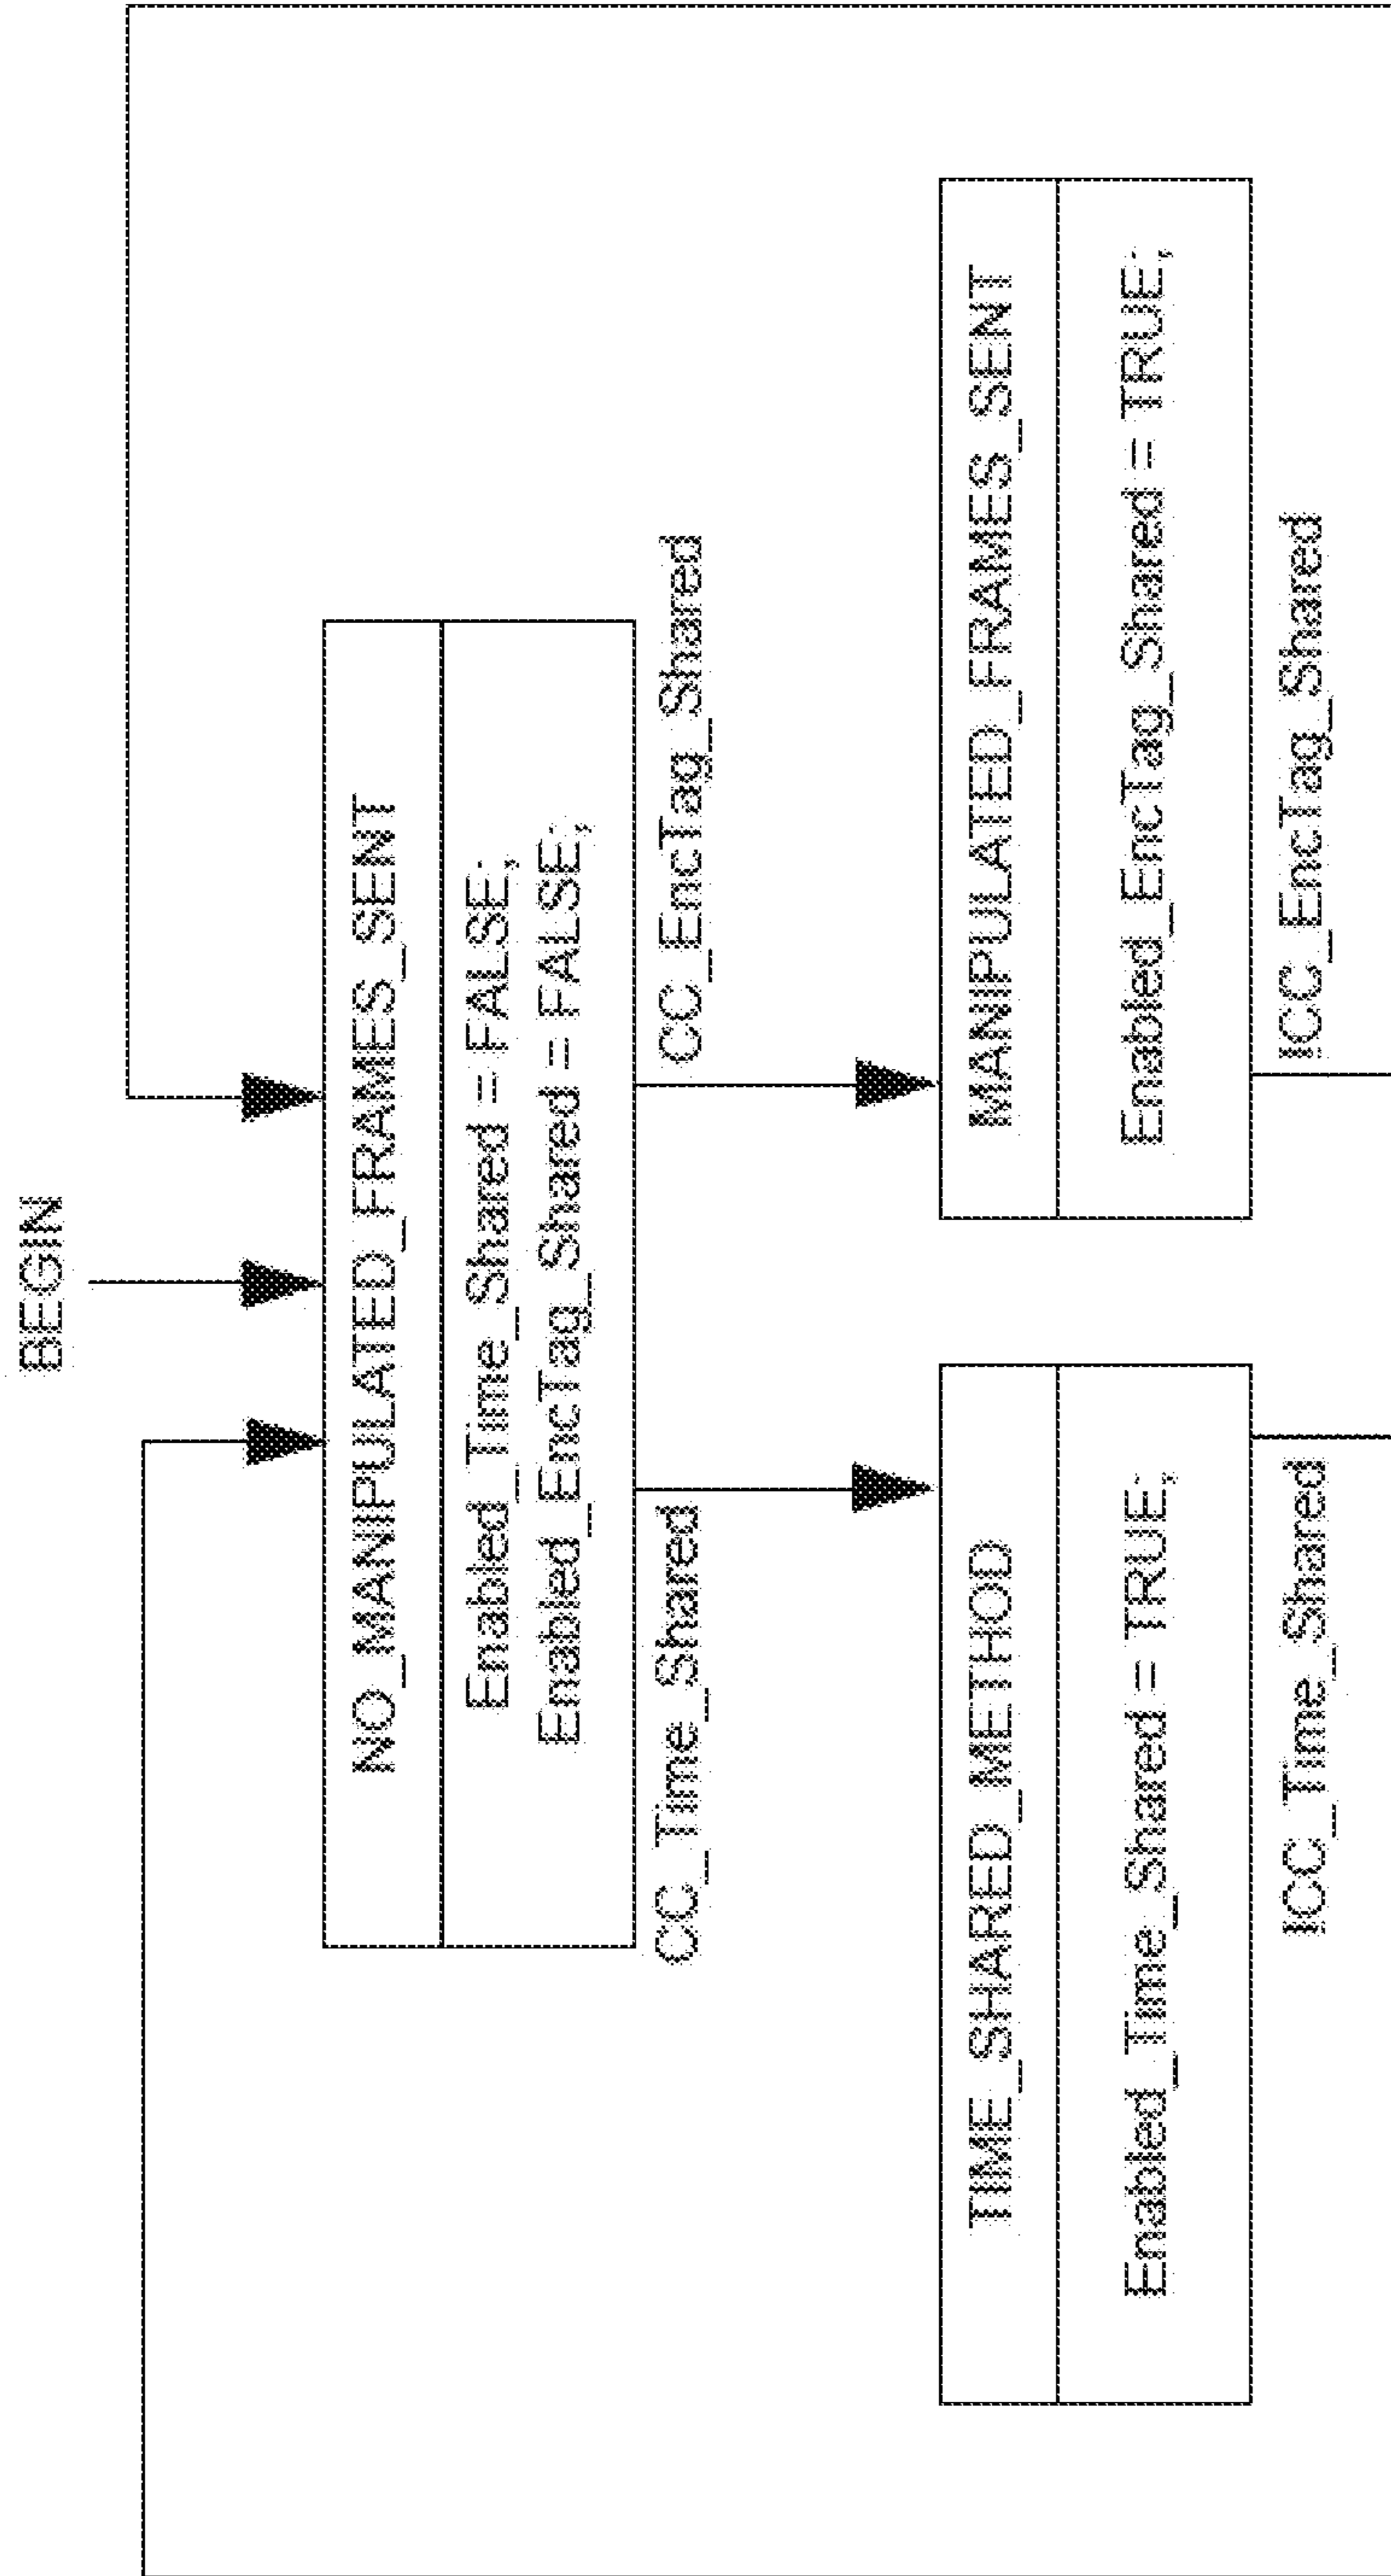 BEGIN
NO_MANIPULATED_FRAMES_SENT
Enabled_Time_Shared = FALSE;
Enabled_EncTag_Shared = FALSE;
CC_Time_Shared
CC_EncTag_Shared
TIME_SHARED_METHOD
Enabled_Time_Shared = TRUE;
MANIPULATED_FRAMES_SENT
Enabled_EncTag_Shared = TRUE;
ICC_Time_Shared
ICC_EncTag_Shared